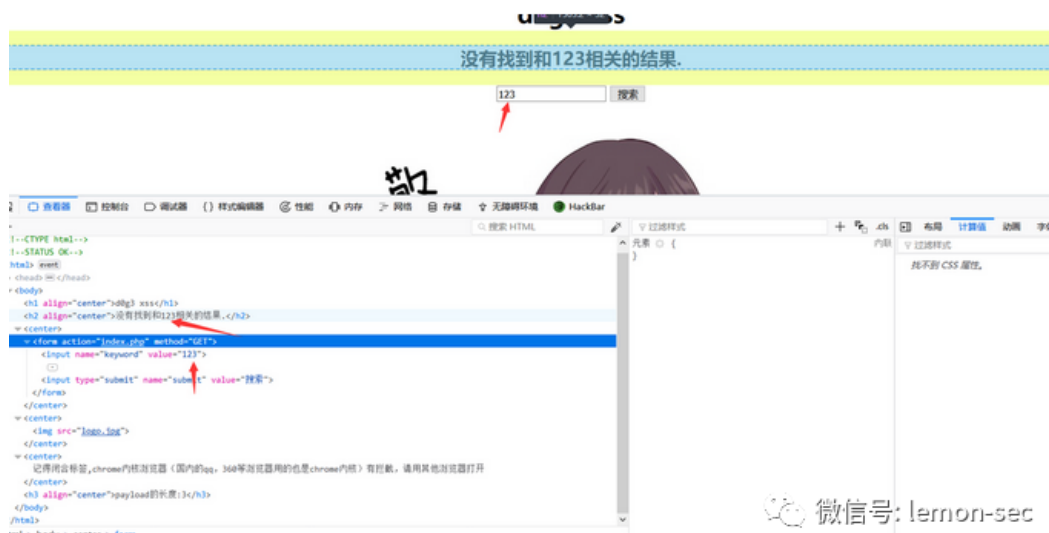 没有找到和123相关的结果.
123 搜索
敬
查看器 控制台 调试器 {} 样式编辑器 性能 内存 网络 存储 无障碍环境 HackBar
搜索 HTML
过滤样式
+ .cls
布局 计算值 动画
元素 {
内联
}
过滤样式
找不到 CSS 属性。
!--CTYPE html-->
!--STATUS OK-->
html> event
<head> </head>
<body>
<h1 align="center">d0g3 xss</h1>
<h2 align="center">没有找到和123相关的结果.</h2>
<center>
<form action="index.php" method="GET">
<input name="keyword" value="123">
<input type="submit" name="submit" value="搜索">
</form>
</center>
<center>
<img src="logo.jpg">
</center>
<center>
记得闭合标签,chrome内核浏览器（国内的qq，360等浏览器用的也是chrome内核）有拦截，请用其他浏览器打开
</center>
<h3 align="center">payload的长度:3</h3>
</body>
/html>
微信号: lemon-sec